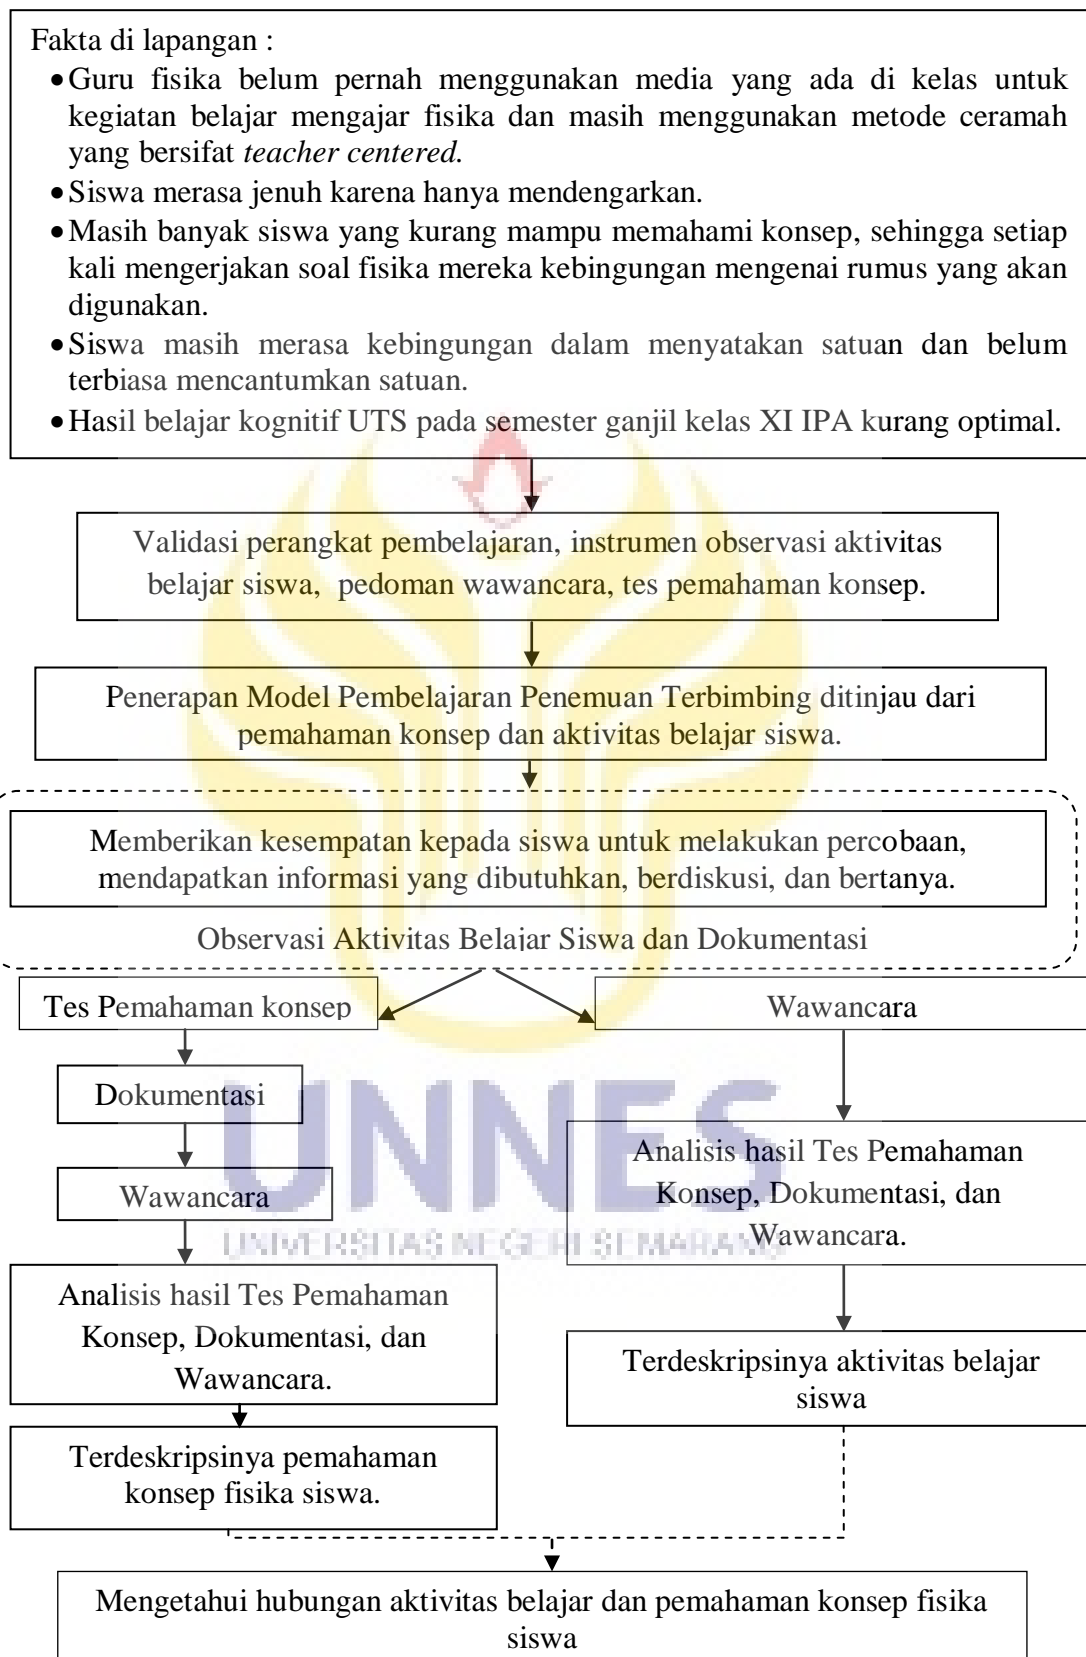 Fakta di lapangan :
•Guru fisika belum pernah menggunakan media yang ada di kelas untuk
kegiatan belajar mengajar fisika dan masih menggunakan metode ceramah
yang bersifat teacher centered.
•Siswa merasa jenuh karena hanya mendengarkan.
•Masih banyak siswa yang kurang mampu memahami konsep, sehingga setiap
kali mengerjakan soal fisika mereka kebingungan mengenai rumus yang akan
digunakan.
•Siswa masih merasa kebingungan dalam menyatakan satuan dan belum
terbiasa mencantumkan satuan.
•Hasil belajar kognitif UTS pada semester ganjil kelas XI IPA kurang optimal.
Validasi perangkat pembelajaran, instrumen observasi aktivitas
belajar siswa, pedoman wawancara, tes pemahaman konsep.
Penerapan Model Pembelajaran Penemuan Terbimbing ditinjau dari
pemahaman konsep dan aktivitas belajar siswa.
Memberikan kesempatan kepada siswa untuk melakukan percobaan,
mendapatkan informasi yang dibutuhkan, berdiskusi, dan bertanya.
Observasi Aktivitas Belajar Siswa dan Dokumentasi
Tes Pemahaman konsep
Dokumentasi
Wawancara
Analisis hasil Tes Pemahaman
Konsep, Dokumentasi, dan
Wawancara.
Terdeskripsinya pemahaman
konsep fisika siswa.
Wawancara
Analisis hasil Tes Pemahaman
Konsep, Dokumentasi, dan
Wawancara.
Terdeskripsinya aktivitas belajar
siswa
Mengetahui hubungan aktivitas belajar dan pemahaman konsep fisika
siswa
UNNES
UNIVERSITAS NEGERI SEMARANG